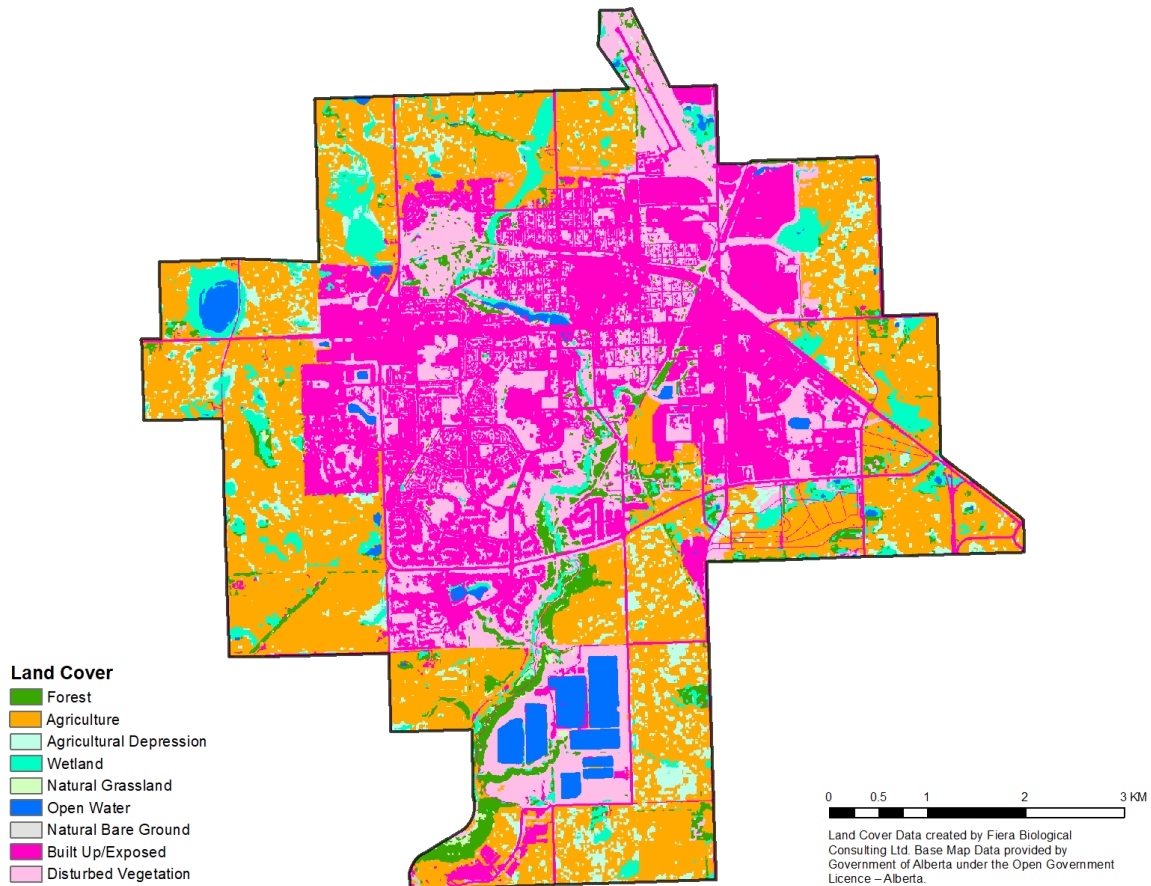 Land Cover
Forest
Agriculture
Agricultural Depression
Wetland
Natural Grassland
Open Water
Natural Bare Ground
Built Up/Exposed
Disturbed Vegetation
0 0.5 1 2 3 KM
Land Cover Data created by Fiera Biological
Consulting Ltd. Base Map Data provided by
Government of Alberta under the Open Government
Licence – Alberta.